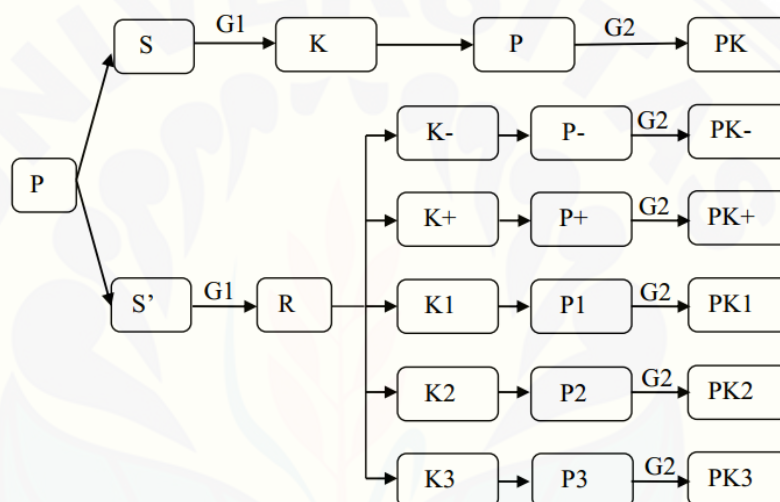 S G1 K P G2 PK
K- P- G2 PK-
P
K+ P+ G2 PK+
S’ G1 R K1 P1 G2 PK1
K2 P2 G2 PK2
K3 P3 G2 PK3